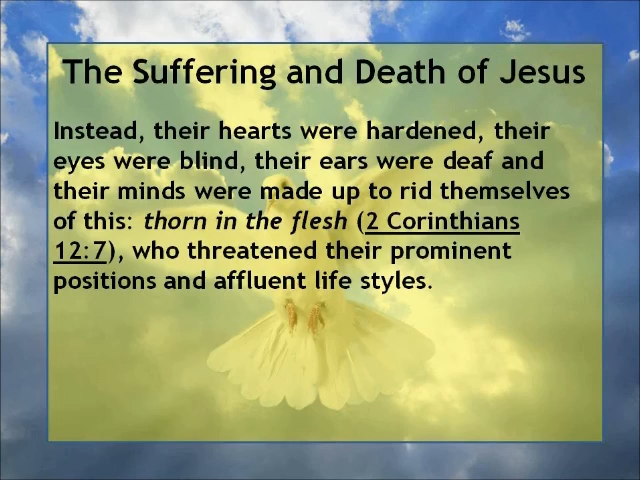 The Suffering and Death of Jesus
Instead, their hearts were hardened, their
eyes were blind, their ears were deaf and
their minds were made up to rid themselves
of this: thorn in the flesh (2 Corinthians
12:7), who threatened their prominent
positions and affluent life styles.